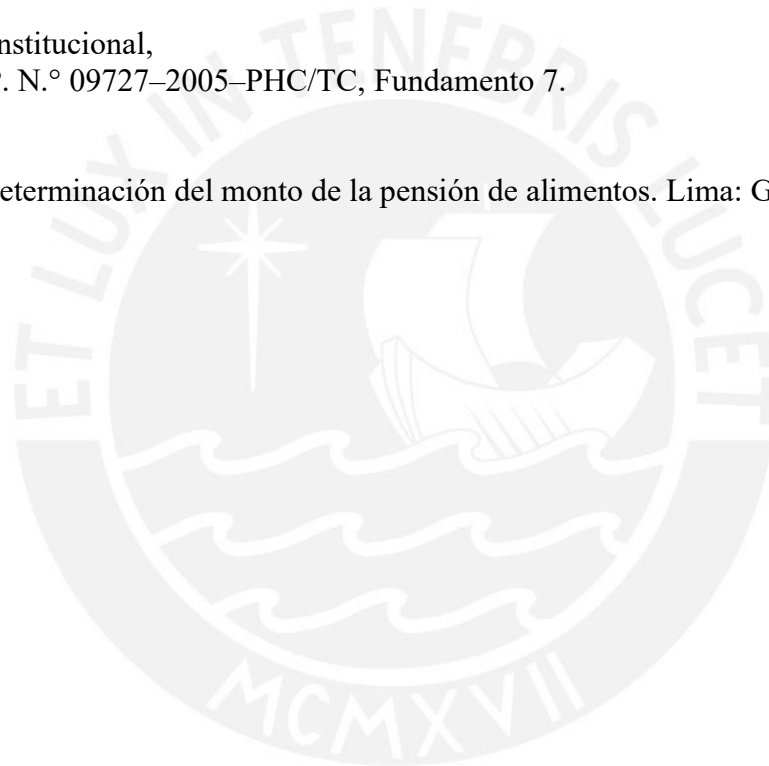 nstitucional,
. N.° 09727–2005–PHC/TC, Fundamento 7.
eterminación del monto de la pensión de alimentos. Lima: G
ET LUX IN TENEBRIS LUCET
MCMXVII